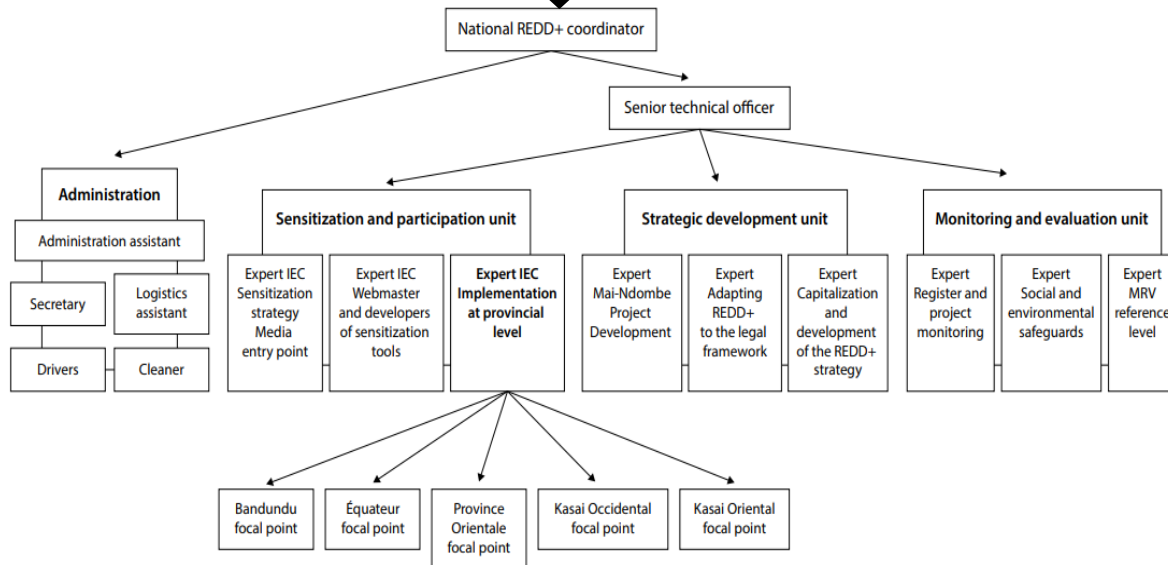 National REDD+ coordinator
Senior technical officer
Administration
Administration assistant
Secretary
Logistics
assistant
Drivers
Cleaner
Sensitization and participation unit
Expert IEC
Sensitization
strategy
Media
entry point
Expert IEC
Webmaster
and developers
of sensitization
tools
Expert IEC
Implementation
at provincial
level
Strategic development unit
Expert
Mai-Ndombe
Project
Development
Expert
Adapting
REDD+
to the legal
framework
Expert
Capitalization
and
development
of the REDD+
strategy
Monitoring and evaluation unit
Expert
Register and
project
monitoring
Expert
Social and
environmental
safeguards
Expert
MRV
reference
level
Bandundu
focal point
Équateur
focal point
Province
Orientale
focal point
Kasai Occidental
focal point
Kasai Oriental
focal point